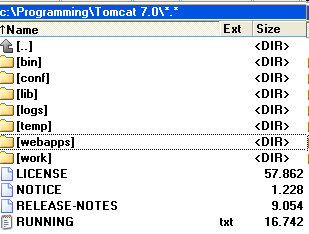 c:\Programming\Tomcat 7.0\*.*
↑Name Ext Size
[..] <DIR>
[bin] <DIR>
[conf] <DIR>
[lib] <DIR>
[logs] <DIR>
[temp] <DIR>
[webapps] <DIR>
[work] <DIR>
LICENSE 57.862
NOTICE 1.228
RELEASE-NOTES 9.054
RUNNING txt 16.742